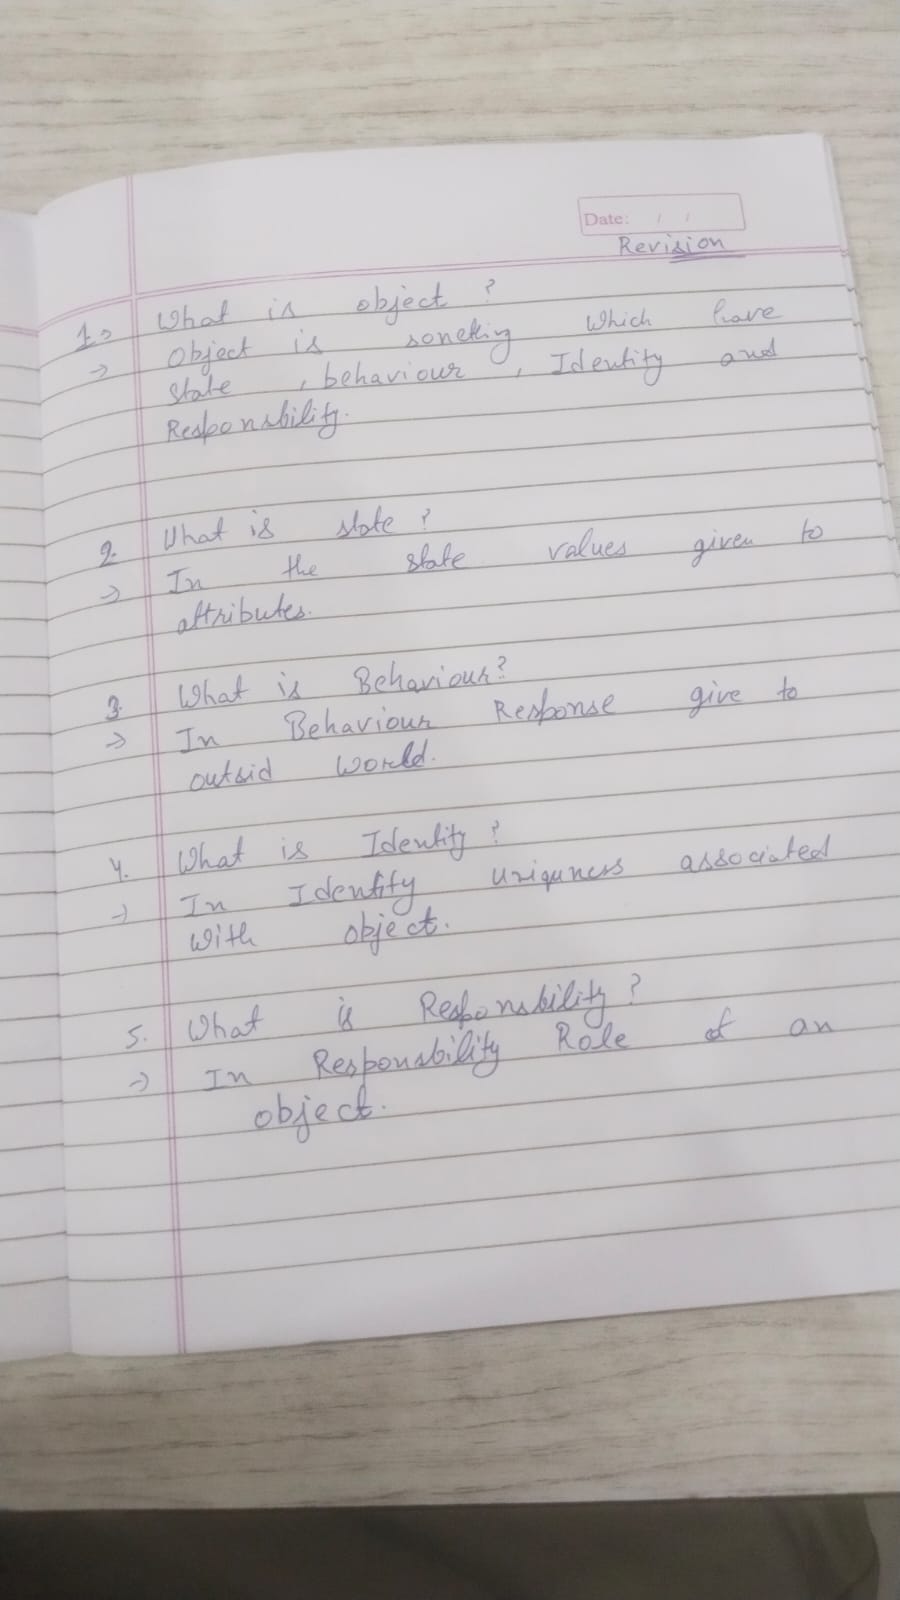 Date: / /
Revision
1.> What is object ?
→ Object is soneking which have
state , behaviour , Identity and
Responsbility.
2. What is state ?
→ In the state values given to
attributes.
3. What is Behaviour?
→ In Behaviour Response give to
outsid world.
4. What is Identity ?
→ In Identity uniquness associated
with object.
5. What is Responsbility ?
→ In Responsbility Role of an
object.